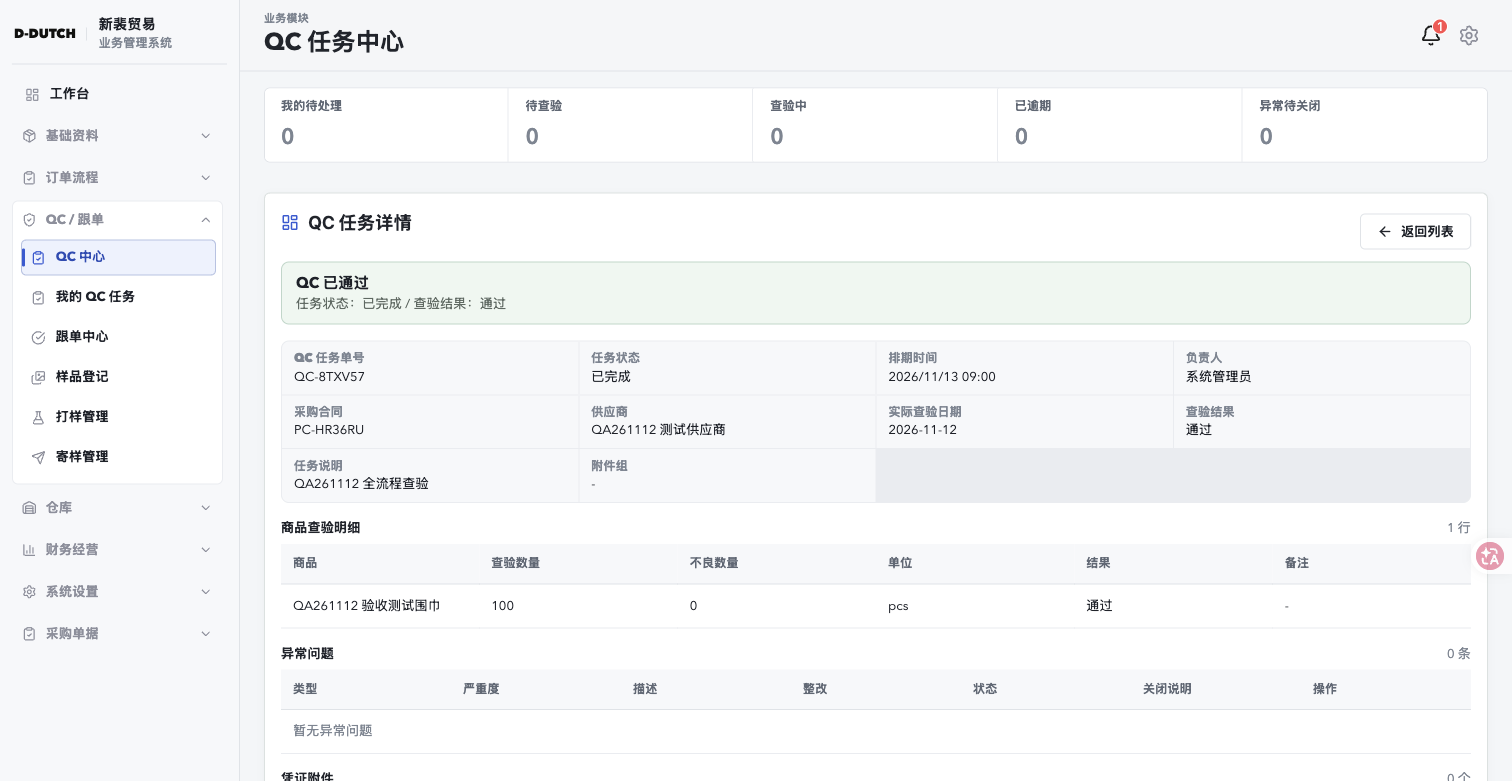 D-DUTCH
新裴贸易
业务管理系统
工作台
基础资料
订单流程
QC / 跟单
QC 中心
我的 QC 任务
跟单中心
样品登记
打样管理
寄样管理
仓库
财务经营
系统设置
采购单据
业务模块
QC 任务中心
1
我的待处理 待查验 查验中 已逾期 异常待关闭
0 0 0 0 0
QC 任务详情
返回列表
QC 已通过
任务状态：已完成 / 查验结果：通过
QC 任务单号 任务状态 排期时间 负责人
QC-8TXV57 已完成 2026/11/13 09:00 系统管理员
采购合同 供应商 实际查验日期 查验结果
PC-HR36RU QA261112 测试供应商 2026-11-12 通过
任务说明 附件组
QA261112 全流程查验 -
商品查验明细 1 行
商品 查验数量 不良数量 单位 结果 备注
QA261112 验收测试围巾 100 0 pcs 通过 -
异常问题 0 条
类型 严重度 描述 整改 状态 关闭说明 操作
暂无异常问题
凭证附件 0 个